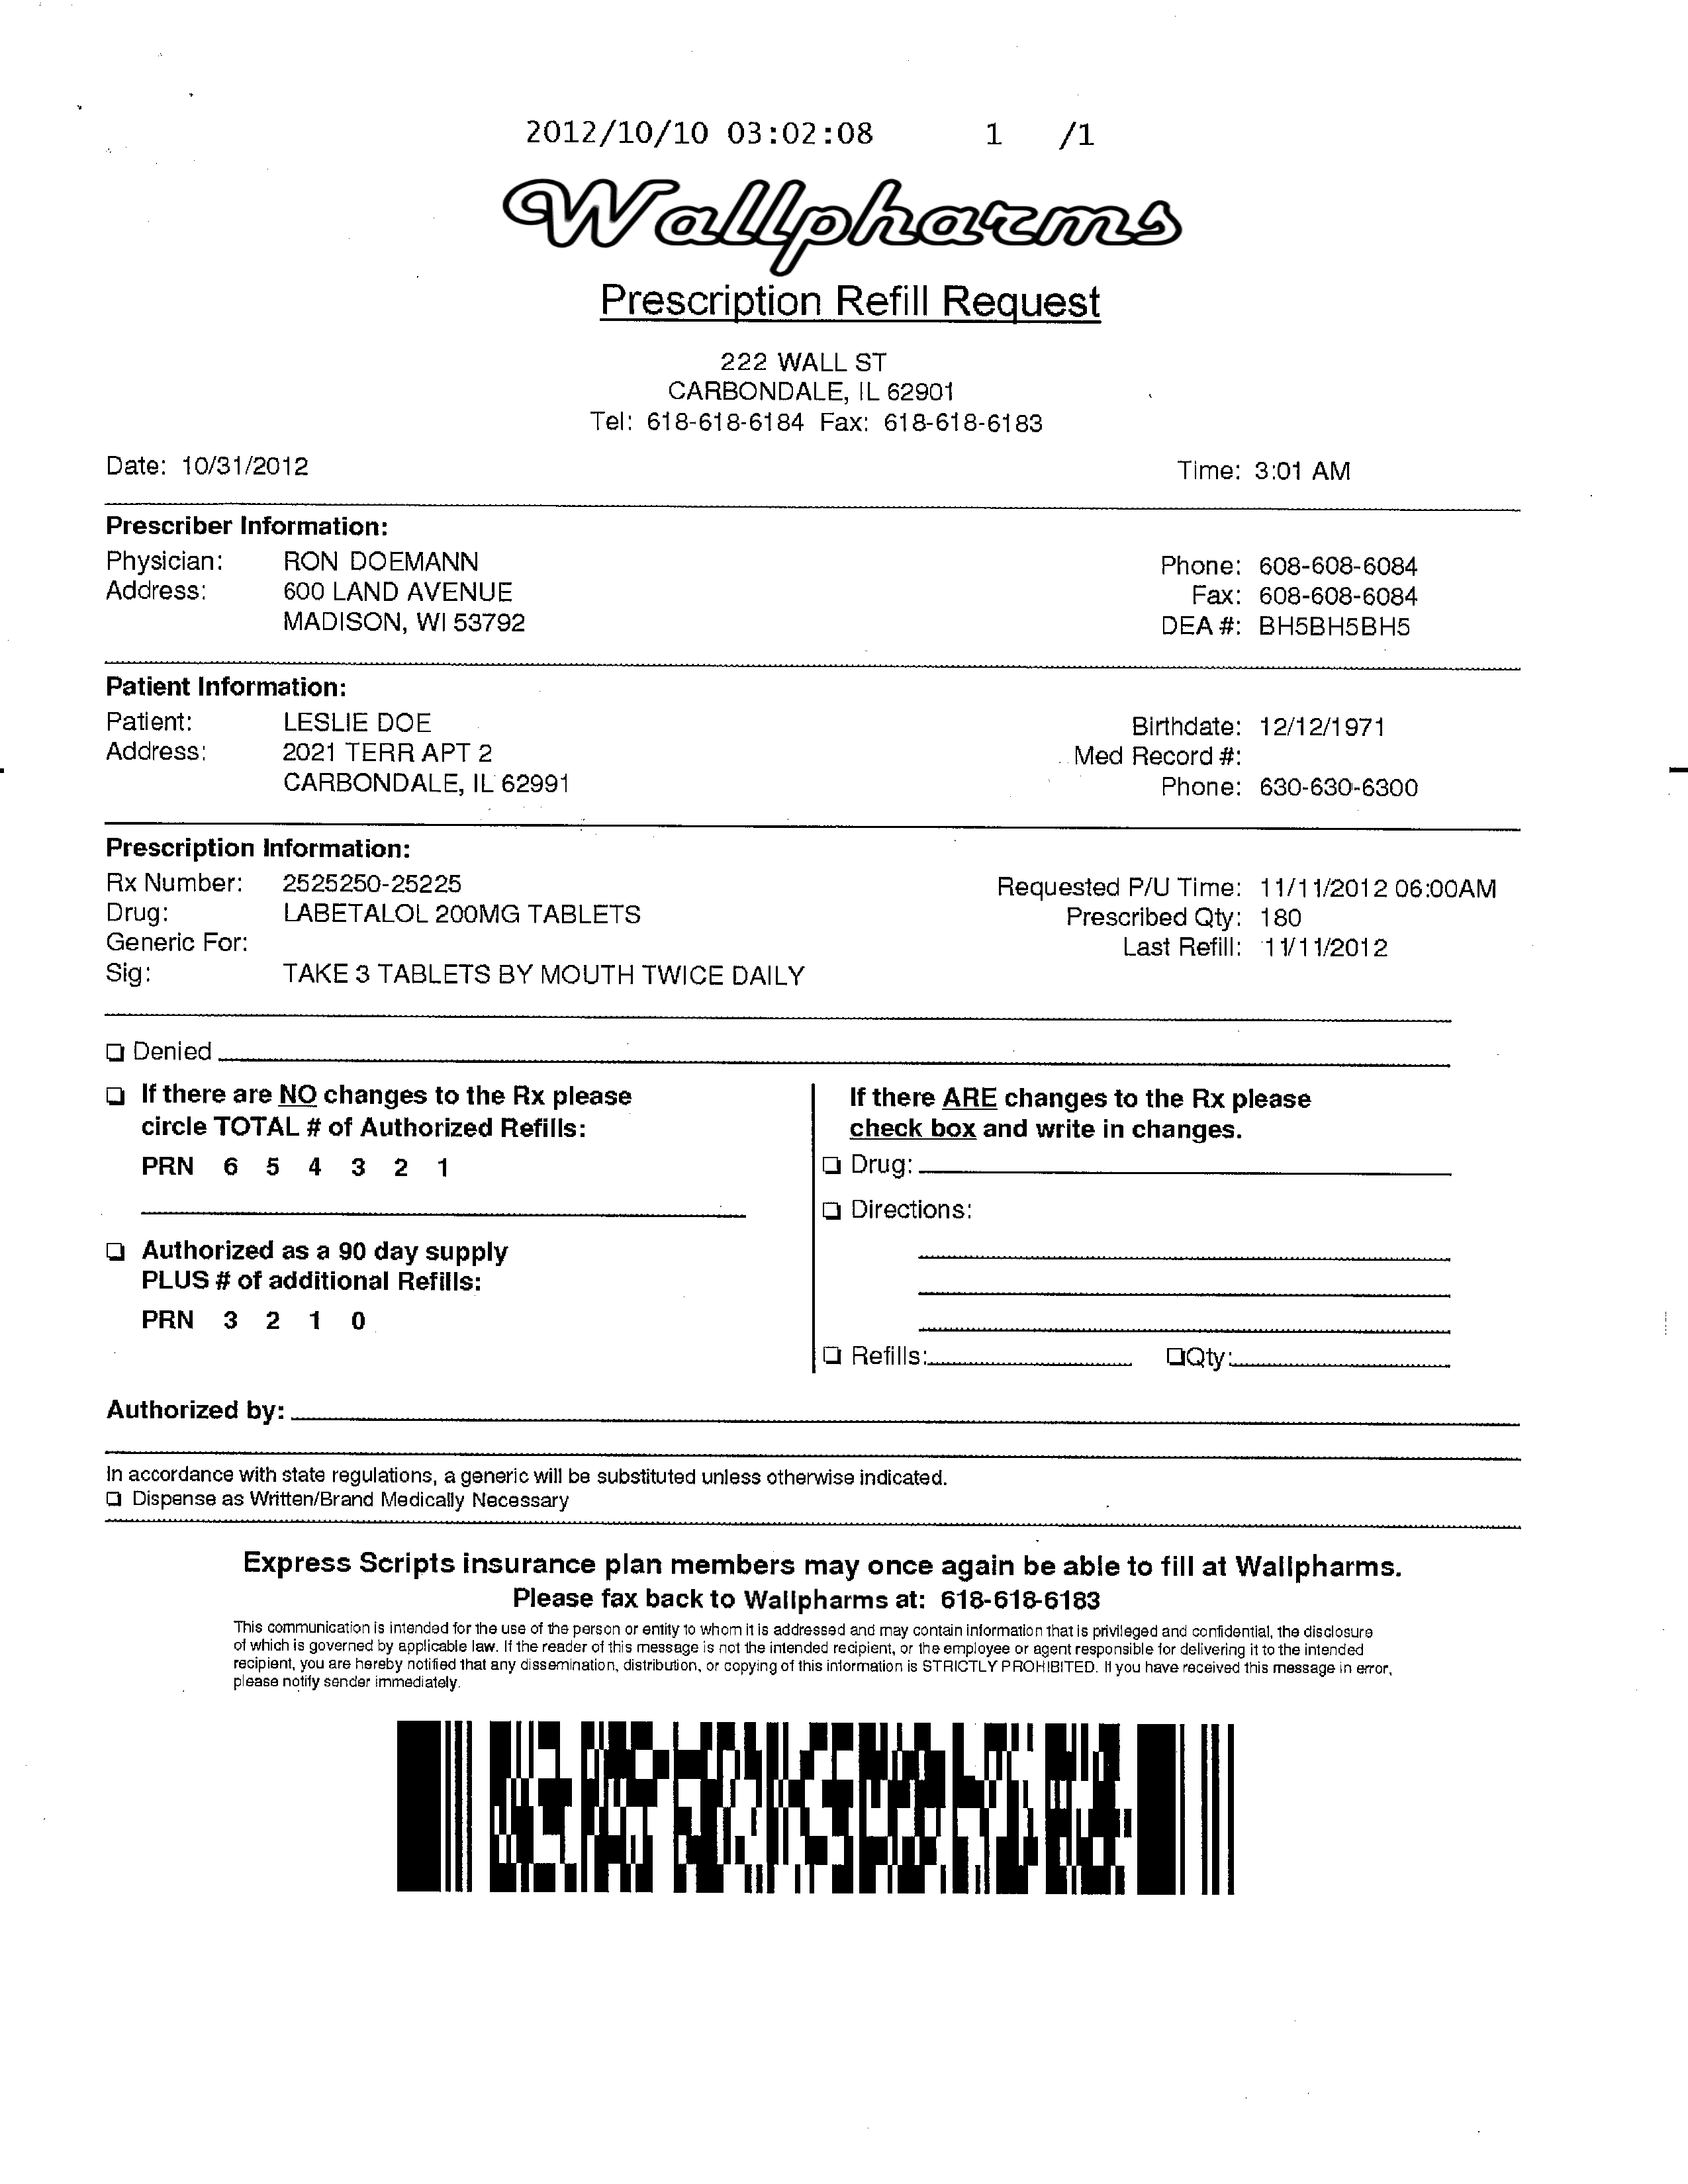 2012/10/10 03:02:08 1 /1
Wallpharms
Prescription Refill Request
222 WALL ST
CARBONDALE, IL 62901
Tel: 618-618-6184 Fax: 618-618-6183
Date: 10/31/2012 Time: 3:01 AM
Prescriber Information:
Physician: RON DOEMANN Phone: 608-608-6084
Address: 600 LAND AVENUE Fax: 608-608-6084
MADISON, WI 53792 DEA #: BH5BH5BH5
Patient Information:
Patient: LESLIE DOE Birthdate: 12/12/1971
Address: 2021 TERR APT 2 Med Record #:
CARBONDALE, IL 62991 Phone: 630-630-6300
Prescription Information:
Rx Number: 2525250-25225 Requested P/U Time: 11/11/2012 06:00AM
Drug: LABETALOL 200MG TABLETS Prescribed Qty: 180
Generic For: Last Refill: 11/11/2012
Sig: TAKE 3 TABLETS BY MOUTH TWICE DAILY
Denied
If there are NO changes to the Rx please
circle TOTAL # of Authorized Refills:
PRN 6 5 4 3 2 1
Authorized as a 90 day supply
PLUS # of additional Refills:
PRN 3 2 1 0
If there ARE changes to the Rx please
check box and write in changes.
Drug:
Directions:
Refills: Qty:
Authorized by:
In accordance with state regulations, a generic will be substituted unless otherwise indicated.
Dispense as Written/Brand Medically Necessary
Express Scripts insurance plan members may once again be able to fill at Wallpharms.
Please fax back to Wallpharms at: 618-618-6183
This communication is intended for the use of the person or entity to whom it is addressed and may contain information that is privileged and confidential, the disclosure
of which is governed by applicable law. If the reader of this message is not the intended recipient, or the employee or agent responsible for delivering it to the intended
recipient, you are hereby notified that any dissemination, distribution, or copying of this information is STRICTLY PROHIBITED. If you have received this message in error,
please notify sender immediately.